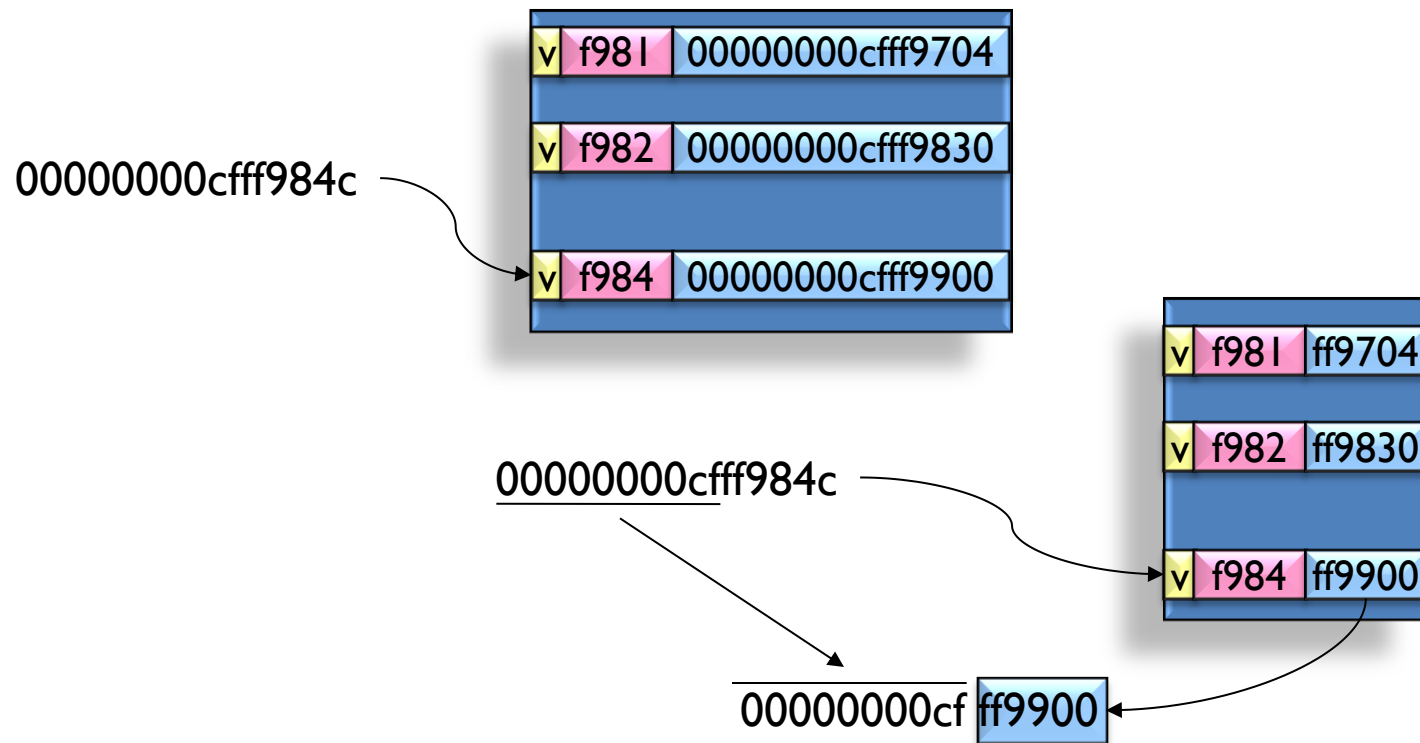 v f981 00000000cfff9704
v f982 00000000cfff9830
00000000cfff984c
v f984 00000000cfff9900
v f981 ff9704
v f982 ff9830
00000000cfff984c
v f984 ff9900
00000000cf ff9900